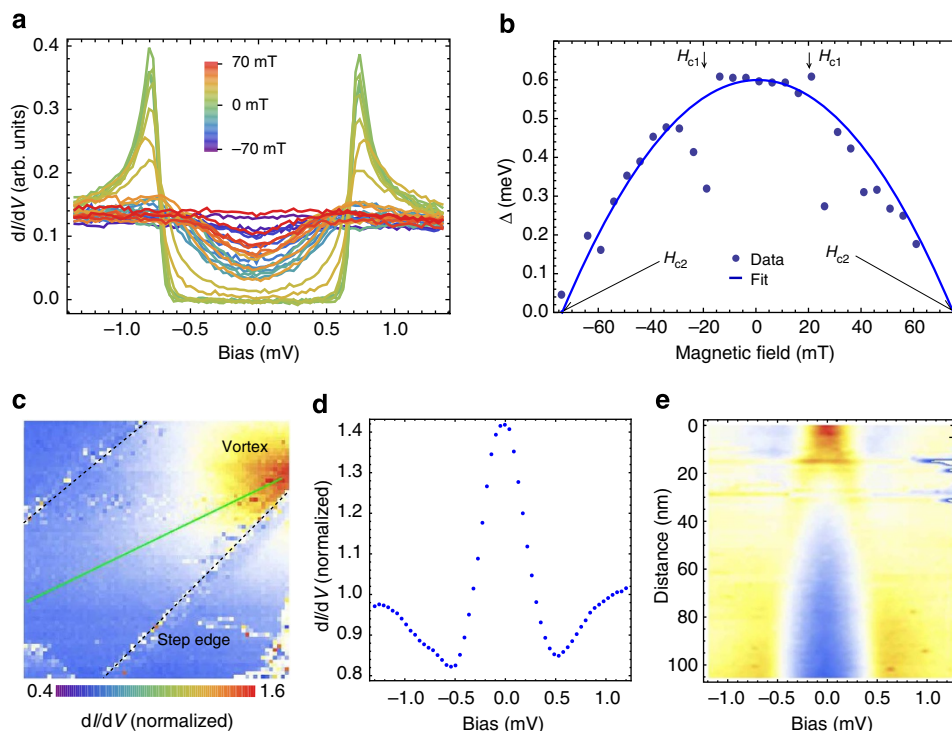 a
0.4
0.3
0.2
0.1
0.0
dI/dV (arb. units)
70 mT
0 mT
−70 mT
−1.0 −0.5 0.0 0.5 1.0
Bias (mV)
b
0.6
0.4
0.3
0.1
0.0
Δ (meV)
Hc1 Hc1
Hc2 Hc2
Data
Fit
−60 −40 −20 0 20 40 60
Magnetic field (mT)
c
Vortex
Step edge
0.4 1.6
dI/dV (normalized)
d
1.4
1.3
1.2
1.0
0.9
0.8
dI/dV (normalized)
−1.0 −0.5 0.0 0.5 1.0
Bias (mV)
e
0
20
40
60
80
100
Distance (nm)
−1.0 −0.5 0.0 0.5 1.0
Bias (mV)